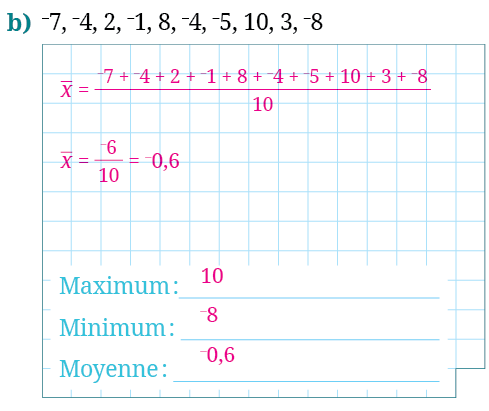 b) ⁻7, ⁻4, 2, ⁻1, 8, ⁻4, ⁻5, 10, 3, ⁻8
x̄ = ⁻7 + ⁻4 + 2 + ⁻1 + 8 + ⁻4 + ⁻5 + 10 + 3 + ⁻8
10
x̄ = ⁻6/10 = ⁻0,6
Maximum : 10
Minimum : ⁻8
Moyenne : ⁻0,6